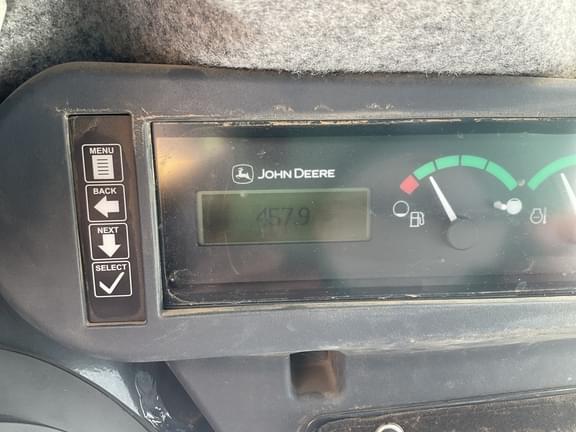 MENU
BACK
NEXT
SELECT
JOHN DEERE
457.9